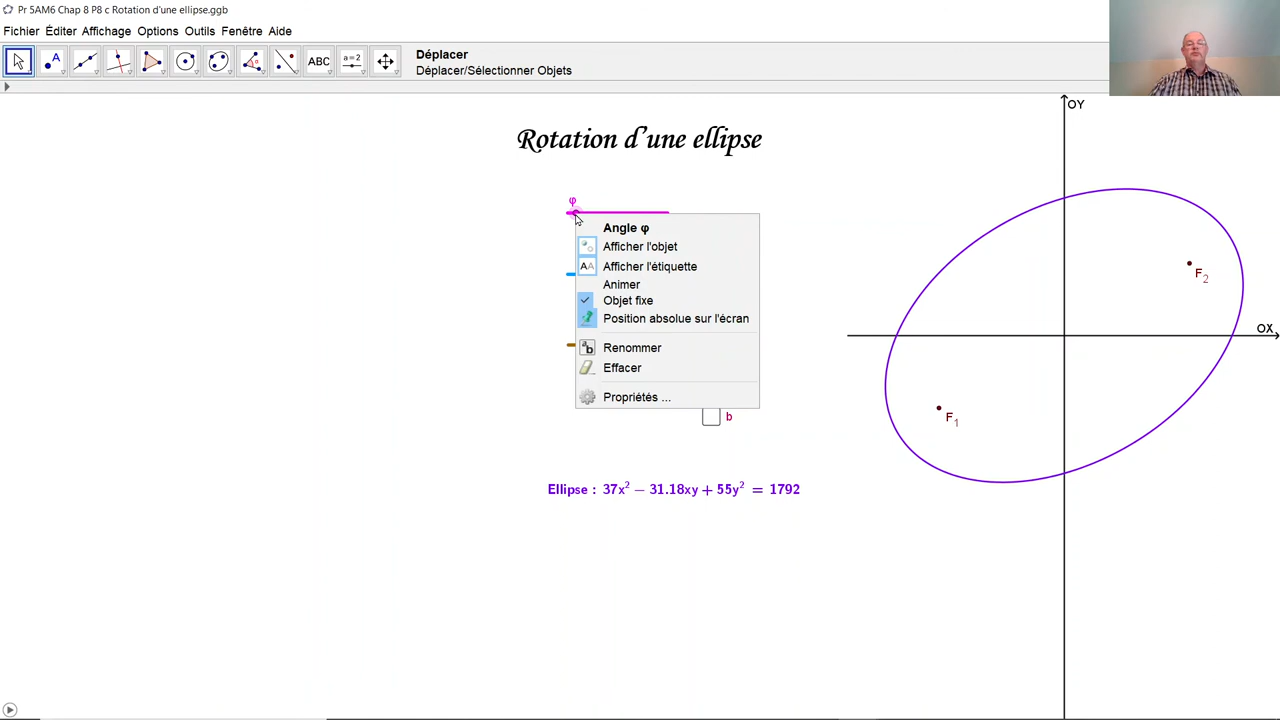 Pr 5AM6 Chap 8 P8 c Rotation d'une ellipse.ggb
Fichier Éditer Affichage Options Outils Fenêtre Aide
A ABC a=2
Déplacer
Déplacer/Sélectionner Objets
Rotation d'une ellipse
φ
Angle φ
Afficher l'objet
AA Afficher l'étiquette
Animer
Objet fixe
Position absolue sur l'écran
ab Renommer
Effacer
Propriétés ...
b
Ellipse : 37x² − 31.18xy + 55y² = 1792
OY
F₂
OX
F₁